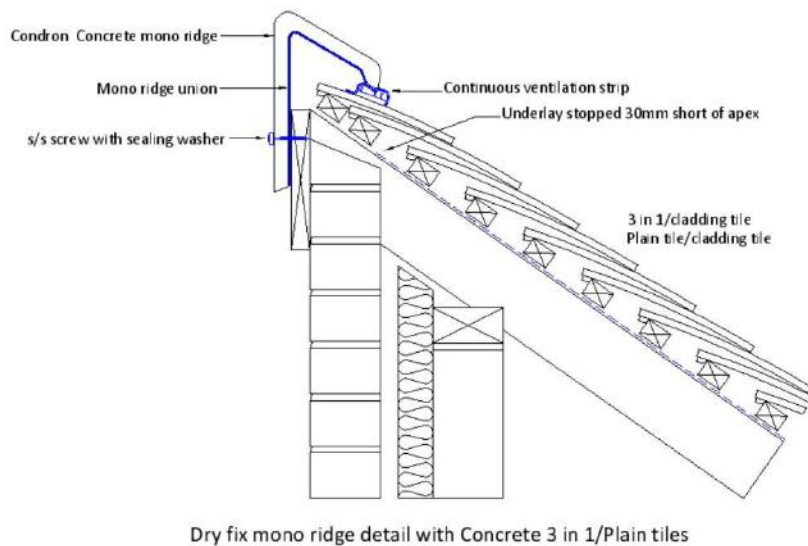 Condron Concrete mono ridge
Mono ridge union
Continuous ventilation strip
Underlay stopped 30mm short of apex
s/s screw with sealing washer
3 in 1/cladding tile
Plain tile/cladding tile
Dry fix mono ridge detail with Concrete 3 in 1/Plain tiles